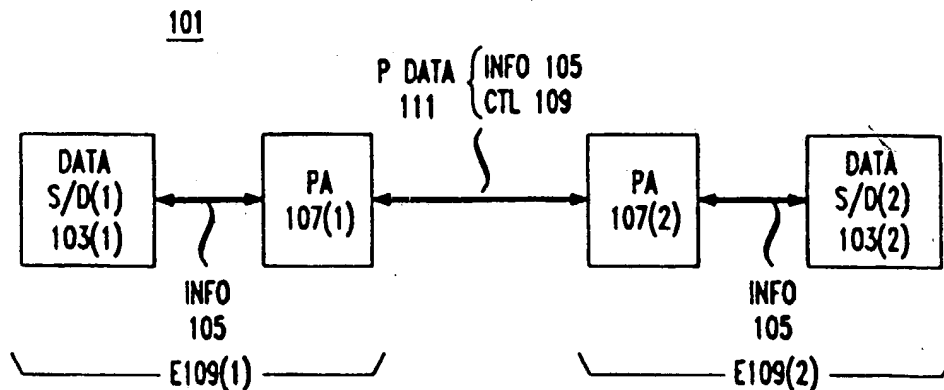 101
P DATA
111
INFO 105
CTL 109
DATA
S/D(1)
103(1)
PA
107(1)
PA
107(2)
DATA
S/D(2)
103(2)
INFO
105
INFO
105
E109(1)
E109(2)